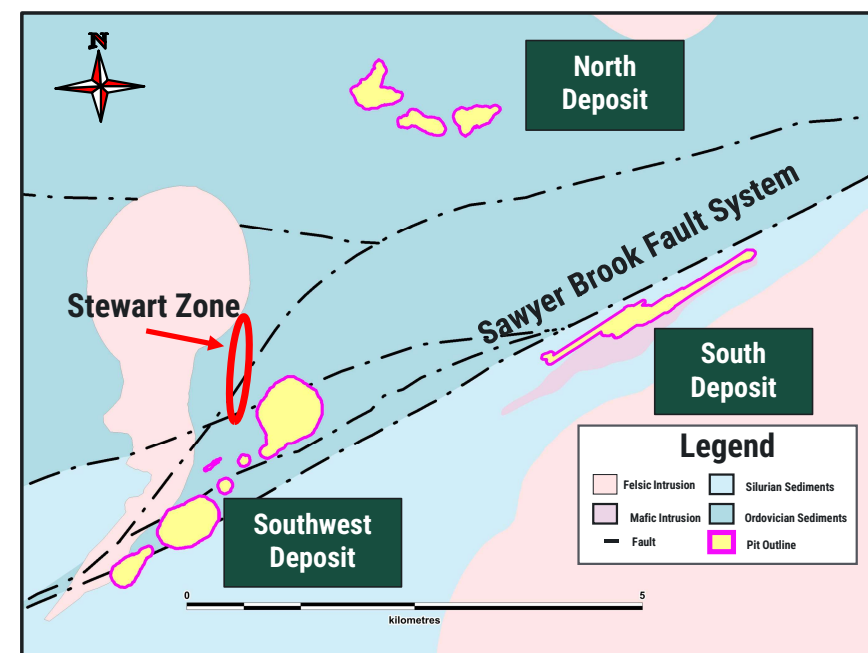 N
North
Deposit
Sawyer Brook Fault System
Stewart Zone
South
Deposit
Southwest
Deposit
Legend
Felsic Intrusion
Silurian Sediments
Mafic Intrusion
Ordovician Sediments
Fault
Pit Outline
0
5
kilometres